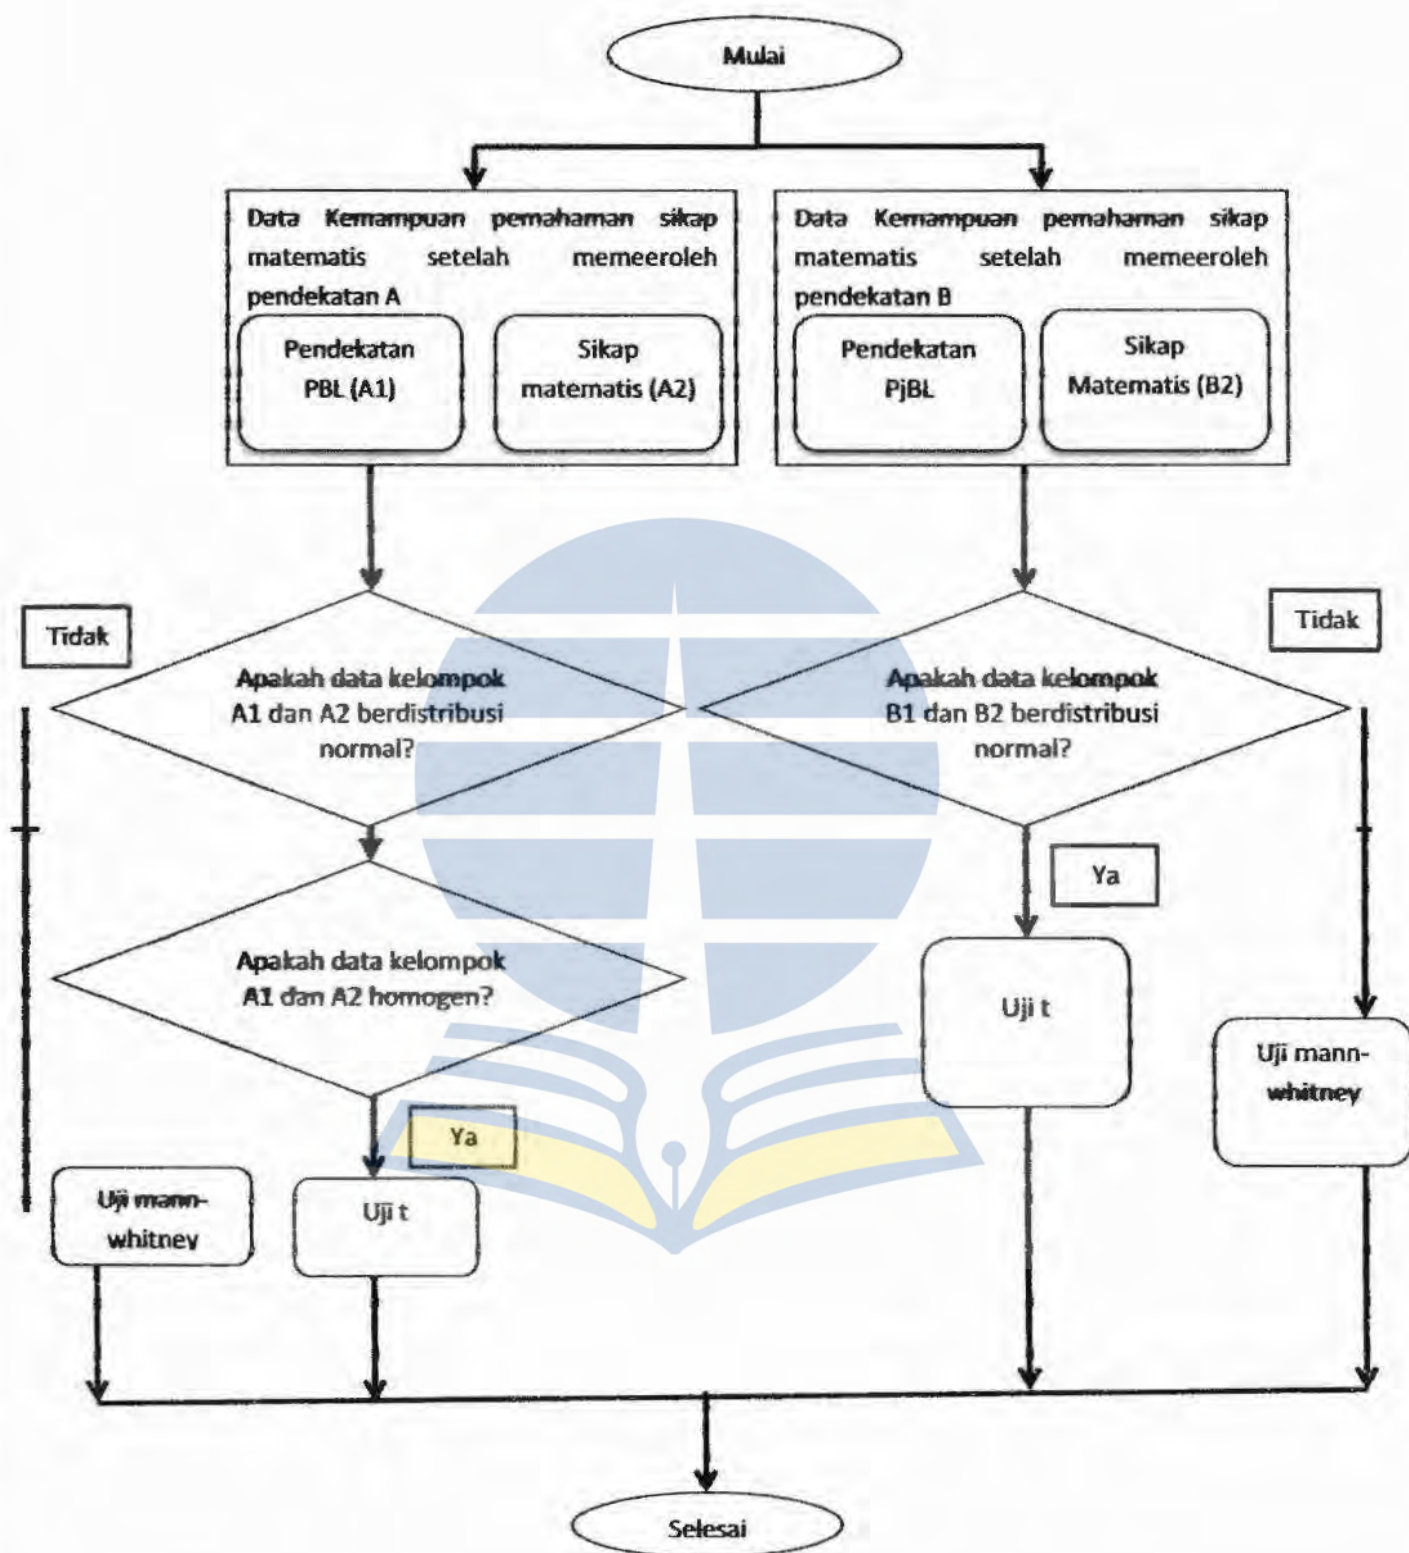 Mulai
Data Kemampuan pemahaman sikap
matematis setelah memeeroleh
pendekatan A
Pendekatan
PBL (A1)
Sikap
matematis (A2)
Data Kemampuan pemahaman sikap
matematis setelah memeeroleh
pendekatan B
Pendekatan
PjBL
Sikap
Matematis (B2)
Tidak
Apakah data kelompok
A1 dan A2 berdistribusi
normal?
Apakah data kelompok
B1 dan B2 berdistribusi
normal?
Tidak
Ya
Apakah data kelompok
A1 dan A2 homogen?
Uji t
Uji mann-
whitney
Ya
Uji mann-
whitney
Uji t
Selesai